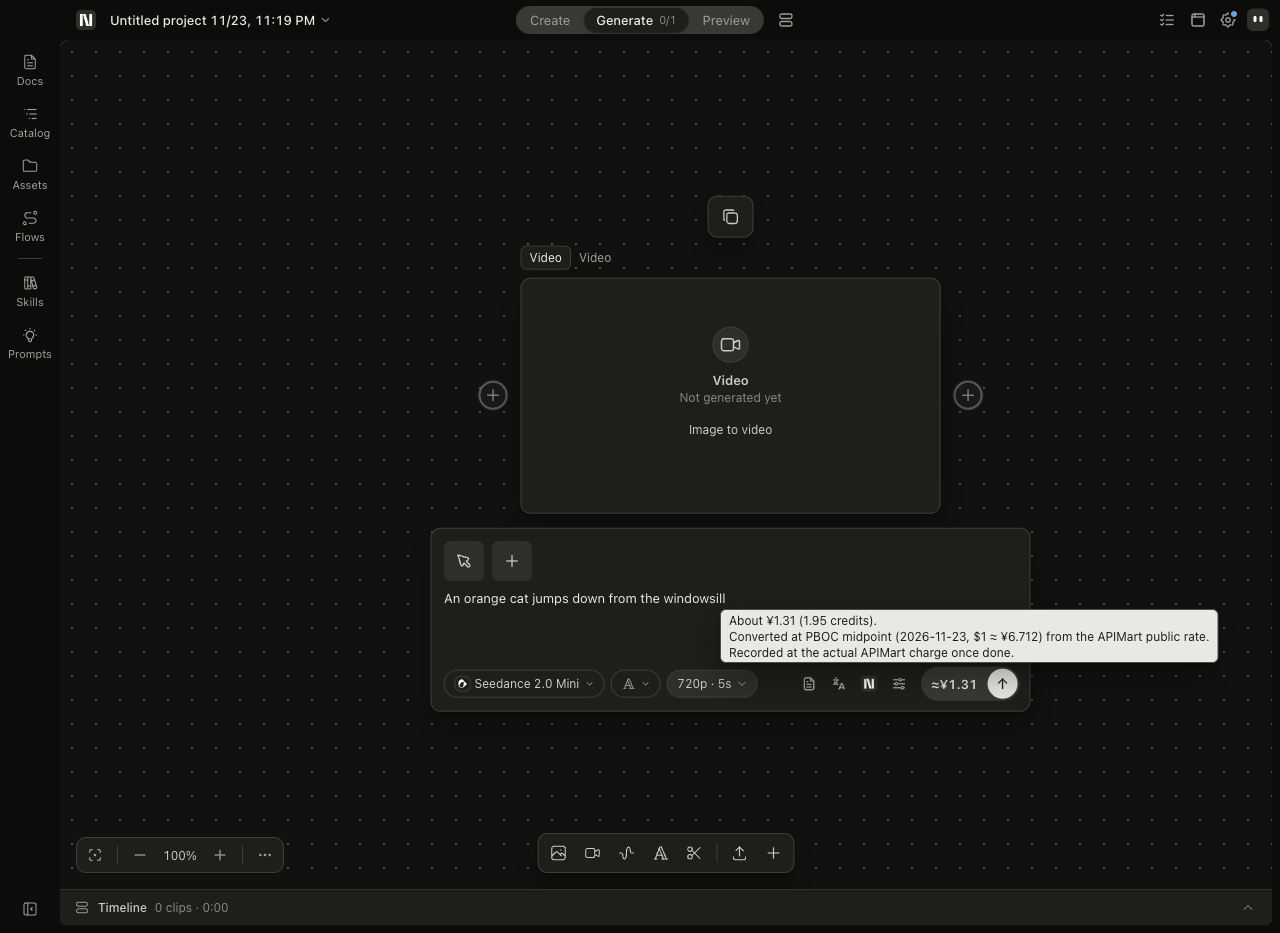 Untitled project 11/23, 11:19 PM
Create
Generate 0/1
Preview
Docs
Catalog
Assets
Flows
Skills
Prompts
Video
Video
Video
Not generated yet
Image to video
An orange cat jumps down from the windowsill
About ¥1.31 (1.95 credits).
Converted at PBOC midpoint (2026-11-23, $1 ≈ ¥6.712) from the APIMart public rate.
Recorded at the actual APIMart charge once done.
Seedance 2.0 Mini
720p · 5s
≈¥1.31
100%
Timeline 0 clips · 0:00